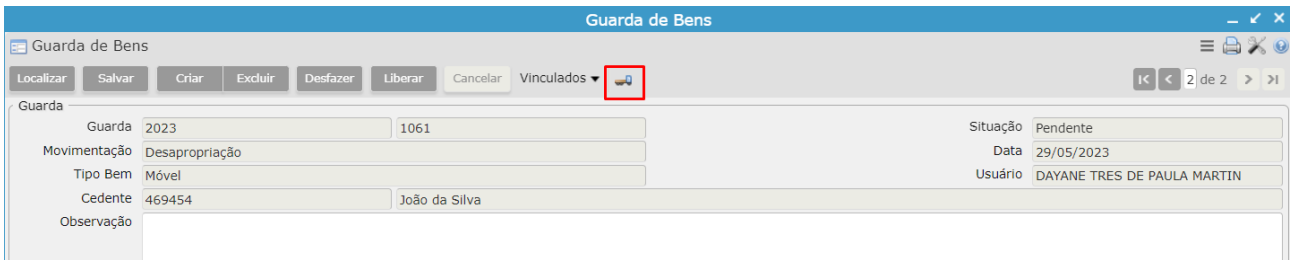 Guarda de Bens
Guarda de Bens
Localizar Salvar Criar Excluir Desfazer Liberar Cancelar Vinculados 2 de 2
Guarda
Guarda 2023 1061 Situação Pendente
Movimentação Desapropriação Data 29/05/2023
Tipo Bem Móvel Usuário DAYANE TRES DE PAULA MARTIN
Cedente 469454 João da Silva
Observação